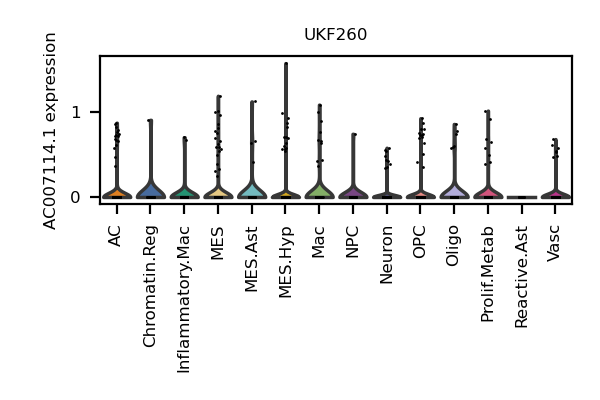 UKF260
AC007114.1 expression
1
0
AC
Chromatin.Reg
Inflammatory.Mac
MES
MES.Ast
MES.Hyp
Mac
NPC
Neuron
OPC
Oligo
Prolif.Metab
Reactive.Ast
Vasc